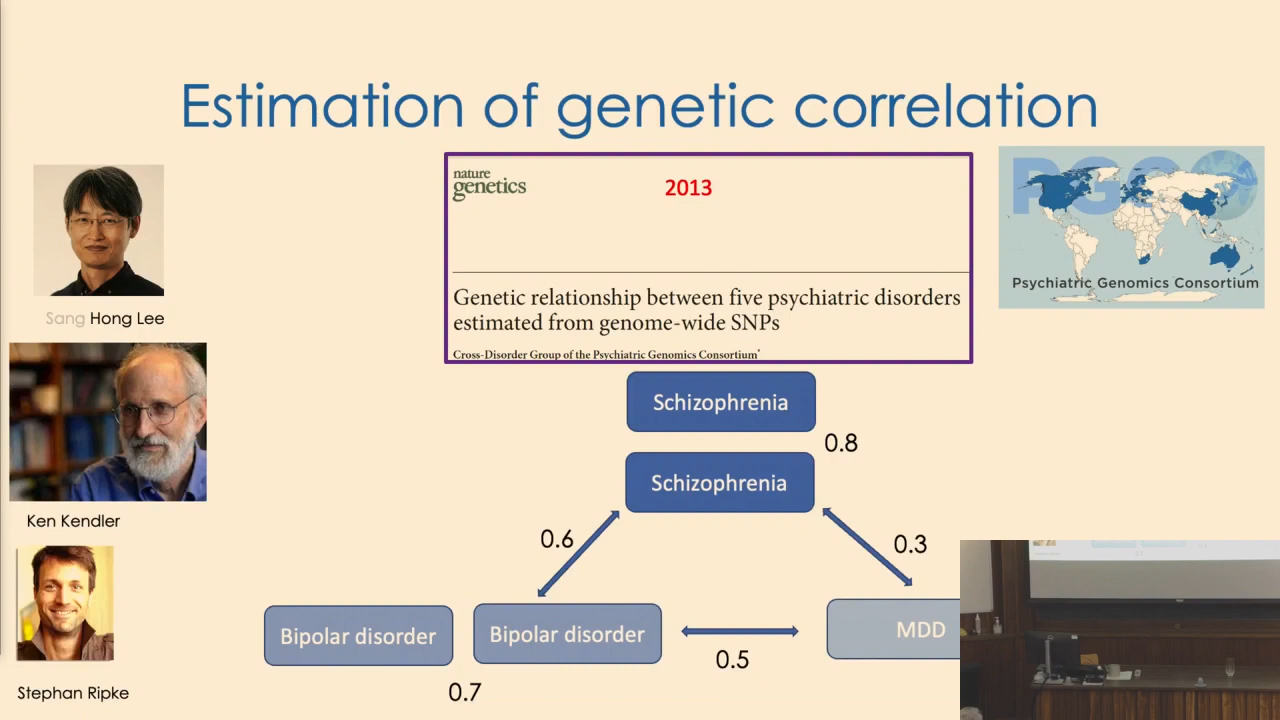 Estimation of genetic correlation
nature
genetics
2013
PGC
Psychiatric Genomics Consortium
Genetic relationship between five psychiatric disorders
estimated from genome-wide SNPs
Cross-Disorder Group of the Psychiatric Genomics Consortium*
Sang Hong Lee
Schizophrenia
0.8
Schizophrenia
Ken Kendler
0.6
0.3
Bipolar disorder
Bipolar disorder
MDD
0.5
0.7
Stephan Ripke